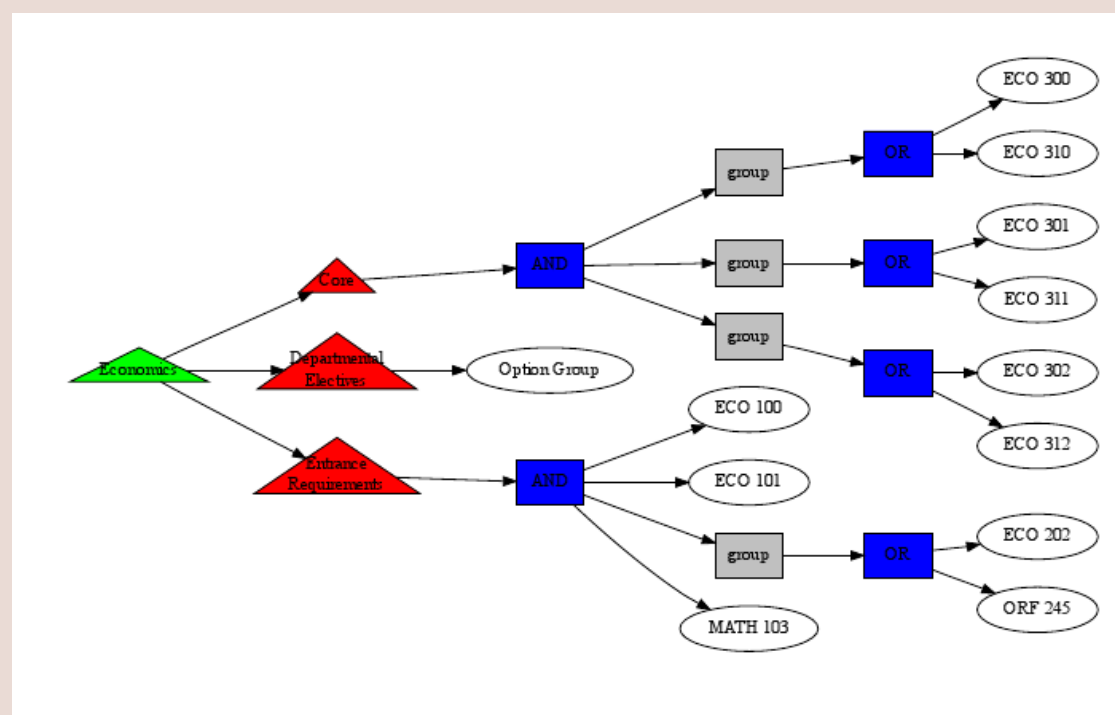 ECO 300
OR
ECO 310
group
ECO 301
AND
group
OR
Core
ECO 311
group
Economics
Departmental
Electives
Option Group
OR
ECO 302
ECO 100
ECO 312
Entrance
Requirements
AND
ECO 101
ECO 202
group
OR
ORF 245
MATH 103